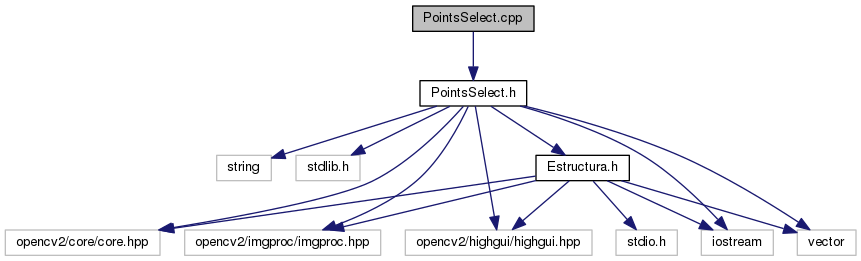 PointsSelect.cpp
PointsSelect.h
string
stdlib.h
Estructura.h
opencv2/core/core.hpp
opencv2/imgproc/imgproc.hpp
opencv2/highgui/highgui.hpp
stdio.h
iostream
vector